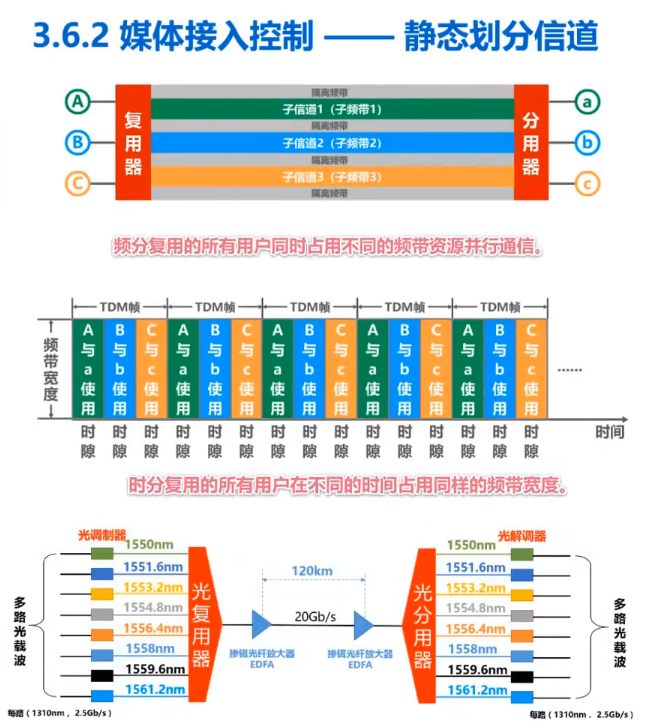 3.6.2 媒体接入控制 —— 静态划分信道
隔离频带
A 子信道1（子频带1） a
隔离频带
B 复用器 子信道2（子频带2） 分用器 b
隔离频带
C 子信道3（子频带3） c
隔离频带
频分复用的所有用户同时占用不同的频带资源并行通信。
TDM帧 TDM帧 TDM帧 TDM帧 TDM帧
频带宽度 A与a使用 B与b使用 C与c使用 A与a使用 B与b使用 C与c使用 A与a使用 B与b使用 C与c使用 A与a使用 B与b使用 C与c使用 A与a使用 B与b使用 C与c使用 ……
时隙 时隙 时隙 时隙 时隙 时隙 时隙 时隙 时隙 时隙 时隙 时隙 时隙 时隙 时隙 时间
时分复用的所有用户在不同的时间占用同样的频带宽度。
光调制器 光解调器
1550nm 1550nm
1551.6nm 1551.6nm
1553.2nm 1553.2nm
1554.8nm 1554.8nm
1556.4nm 1556.4nm
1558nm 1558nm
1559.6nm 1559.6nm
1561.2nm 1561.2nm
多路光载波 光复用器 120km 20Gb/s 光分用器 多路光载波
掺铒光纤放大器 掺铒光纤放大器
EDFA EDFA
每路（1310nm ，2.5Gb/s） 每路（1310nm ，2.5Gb/s）